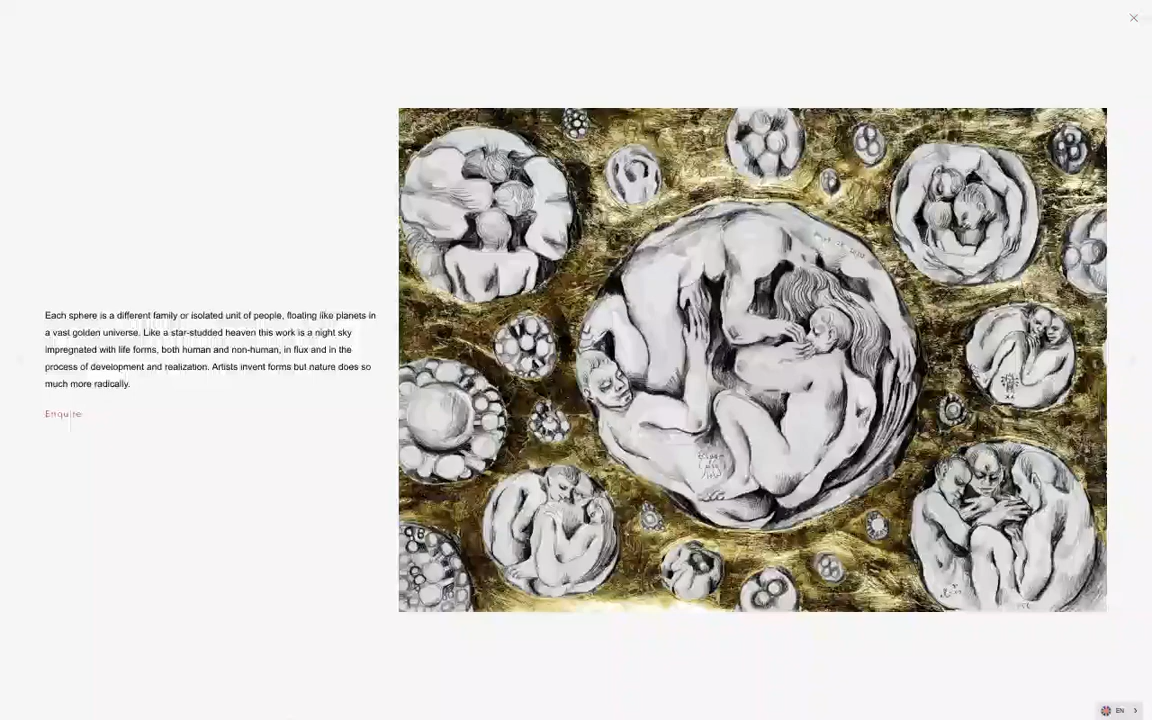 Each sphere is a different family or isolated unit of people, floating like planets in
a vast golden universe. Like a star-studded heaven this work is a night sky
impregnated with life forms, both human and non-human, in flux and in the
process of development and realization. Artists invent forms but nature does so
much more radically.
Enquire
EN